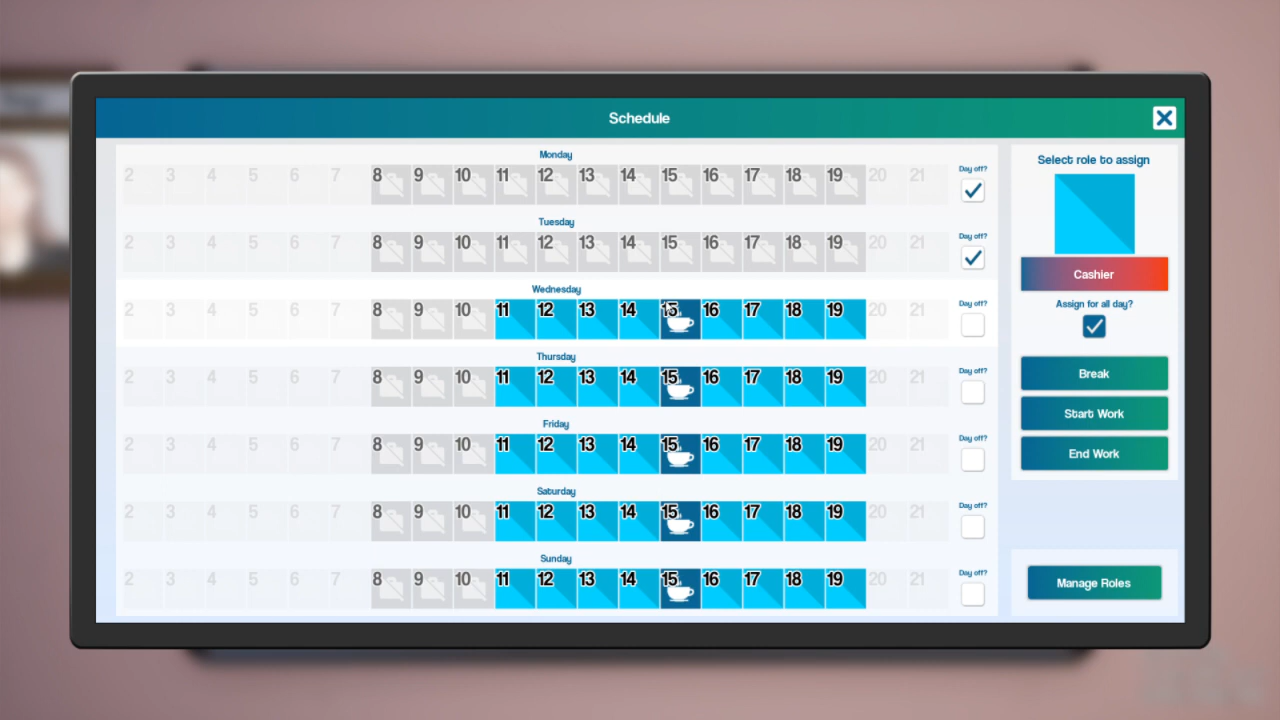 Schedule
Monday
2 3 4 5 6 7 8 9 10 11 12 13 14 15 16 17 18 19 20 21
Day off?
Tuesday
2 3 4 5 6 7 8 9 10 11 12 13 14 15 16 17 18 19 20 21
Day off?
Wednesday
2 3 4 5 6 7 8 9 10 11 12 13 14 15 16 17 18 19 20 21
Day off?
Thursday
2 3 4 5 6 7 8 9 10 11 12 13 14 15 16 17 18 19 20 21
Day off?
Friday
2 3 4 5 6 7 8 9 10 11 12 13 14 15 16 17 18 19 20 21
Day off?
Saturday
2 3 4 5 6 7 8 9 10 11 12 13 14 15 16 17 18 19 20 21
Day off?
Sunday
2 3 4 5 6 7 8 9 10 11 12 13 14 15 16 17 18 19 20 21
Day off?
Select role to assign
Cashier
Assign for all day?
Break
Start Work
End Work
Manage Roles